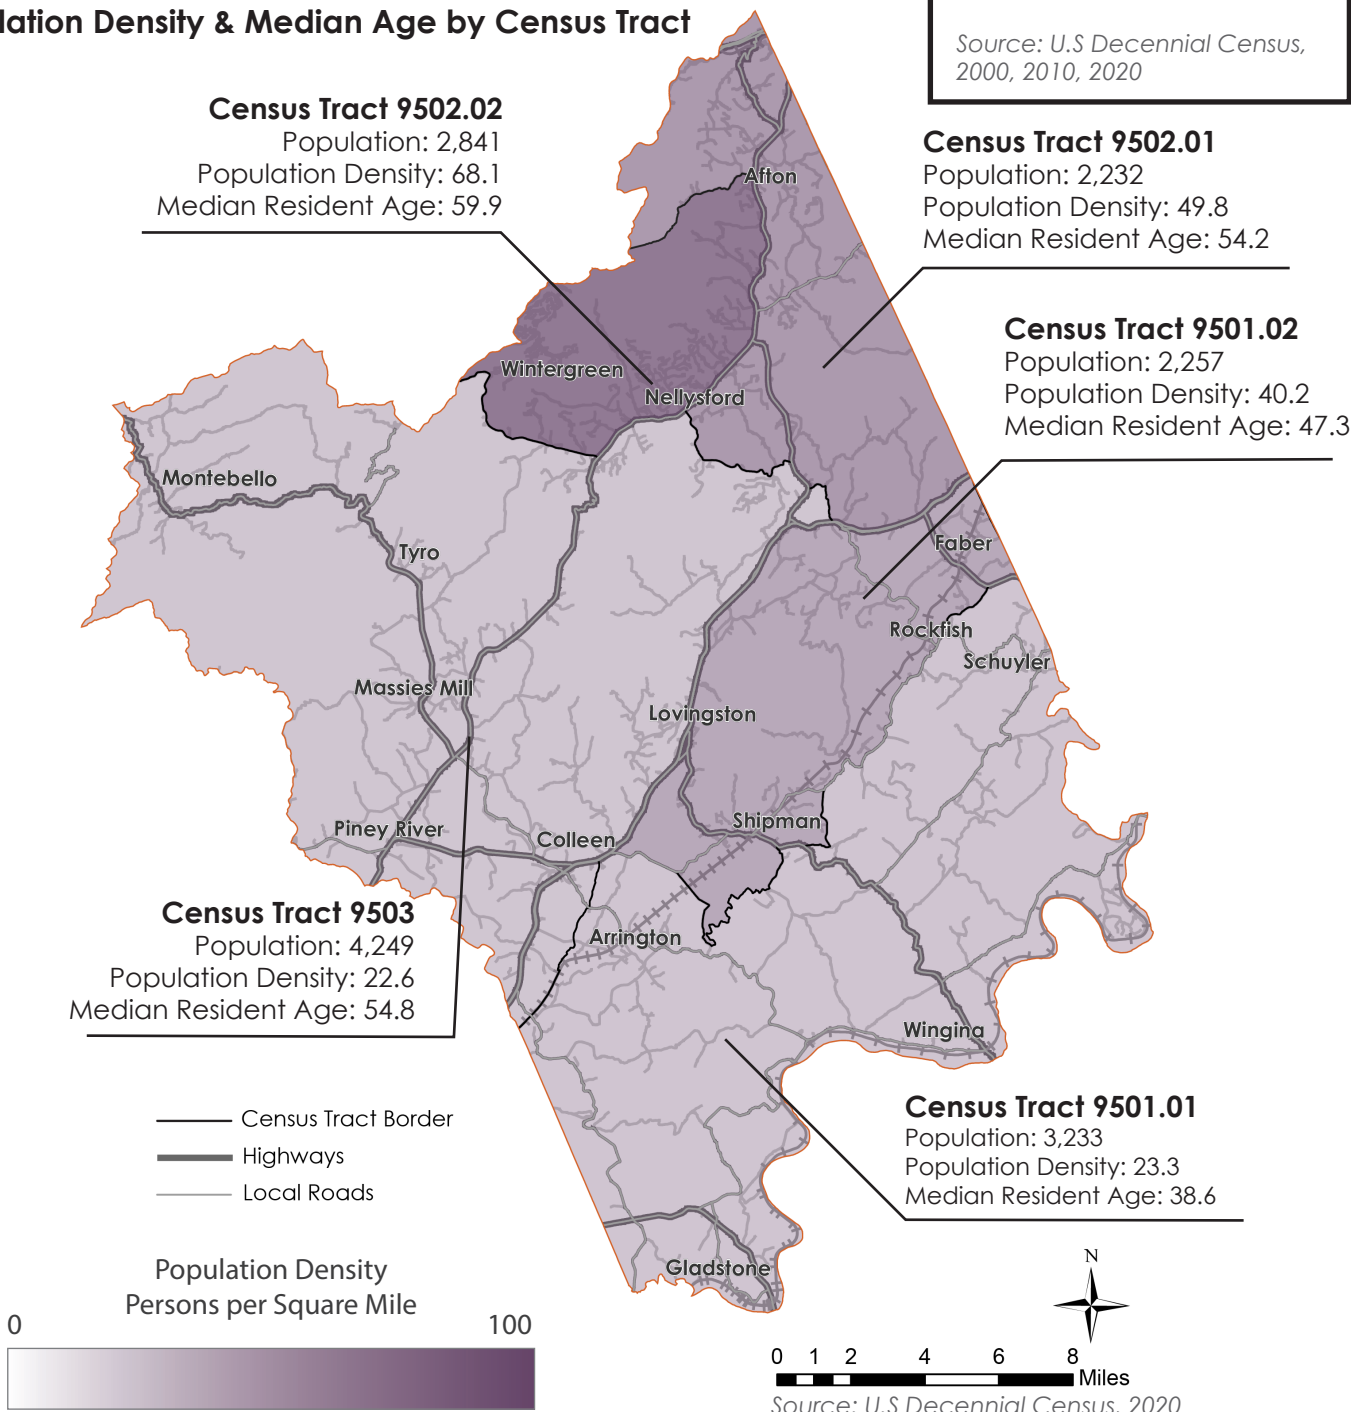 lation Density & Median Age by Census Tract
Source: U.S Decennial Census,
2000, 2010, 2020
Census Tract 9502.02
Population: 2,841
Population Density: 68.1
Median Resident Age: 59.9
Census Tract 9502.01
Population: 2,232
Population Density: 49.8
Median Resident Age: 54.2
Census Tract 9501.02
Population: 2,257
Population Density: 40.2
Median Resident Age: 47.3
Afton
Wintergreen
Nellysford
Montebello
Tyro
Faber
Rockfish
Schuyler
Massies Mill
Lovingston
Piney River
Colleen
Shipman
Arrington
Wingina
Gladstone
Census Tract 9503
Population: 4,249
Population Density: 22.6
Median Resident Age: 54.8
Census Tract 9501.01
Population: 3,233
Population Density: 23.3
Median Resident Age: 38.6
Census Tract Border
Highways
Local Roads
Population Density
Persons per Square Mile
0 100
N
0 1 2 4 6 8
Miles
Source: U.S Decennial Census, 2020